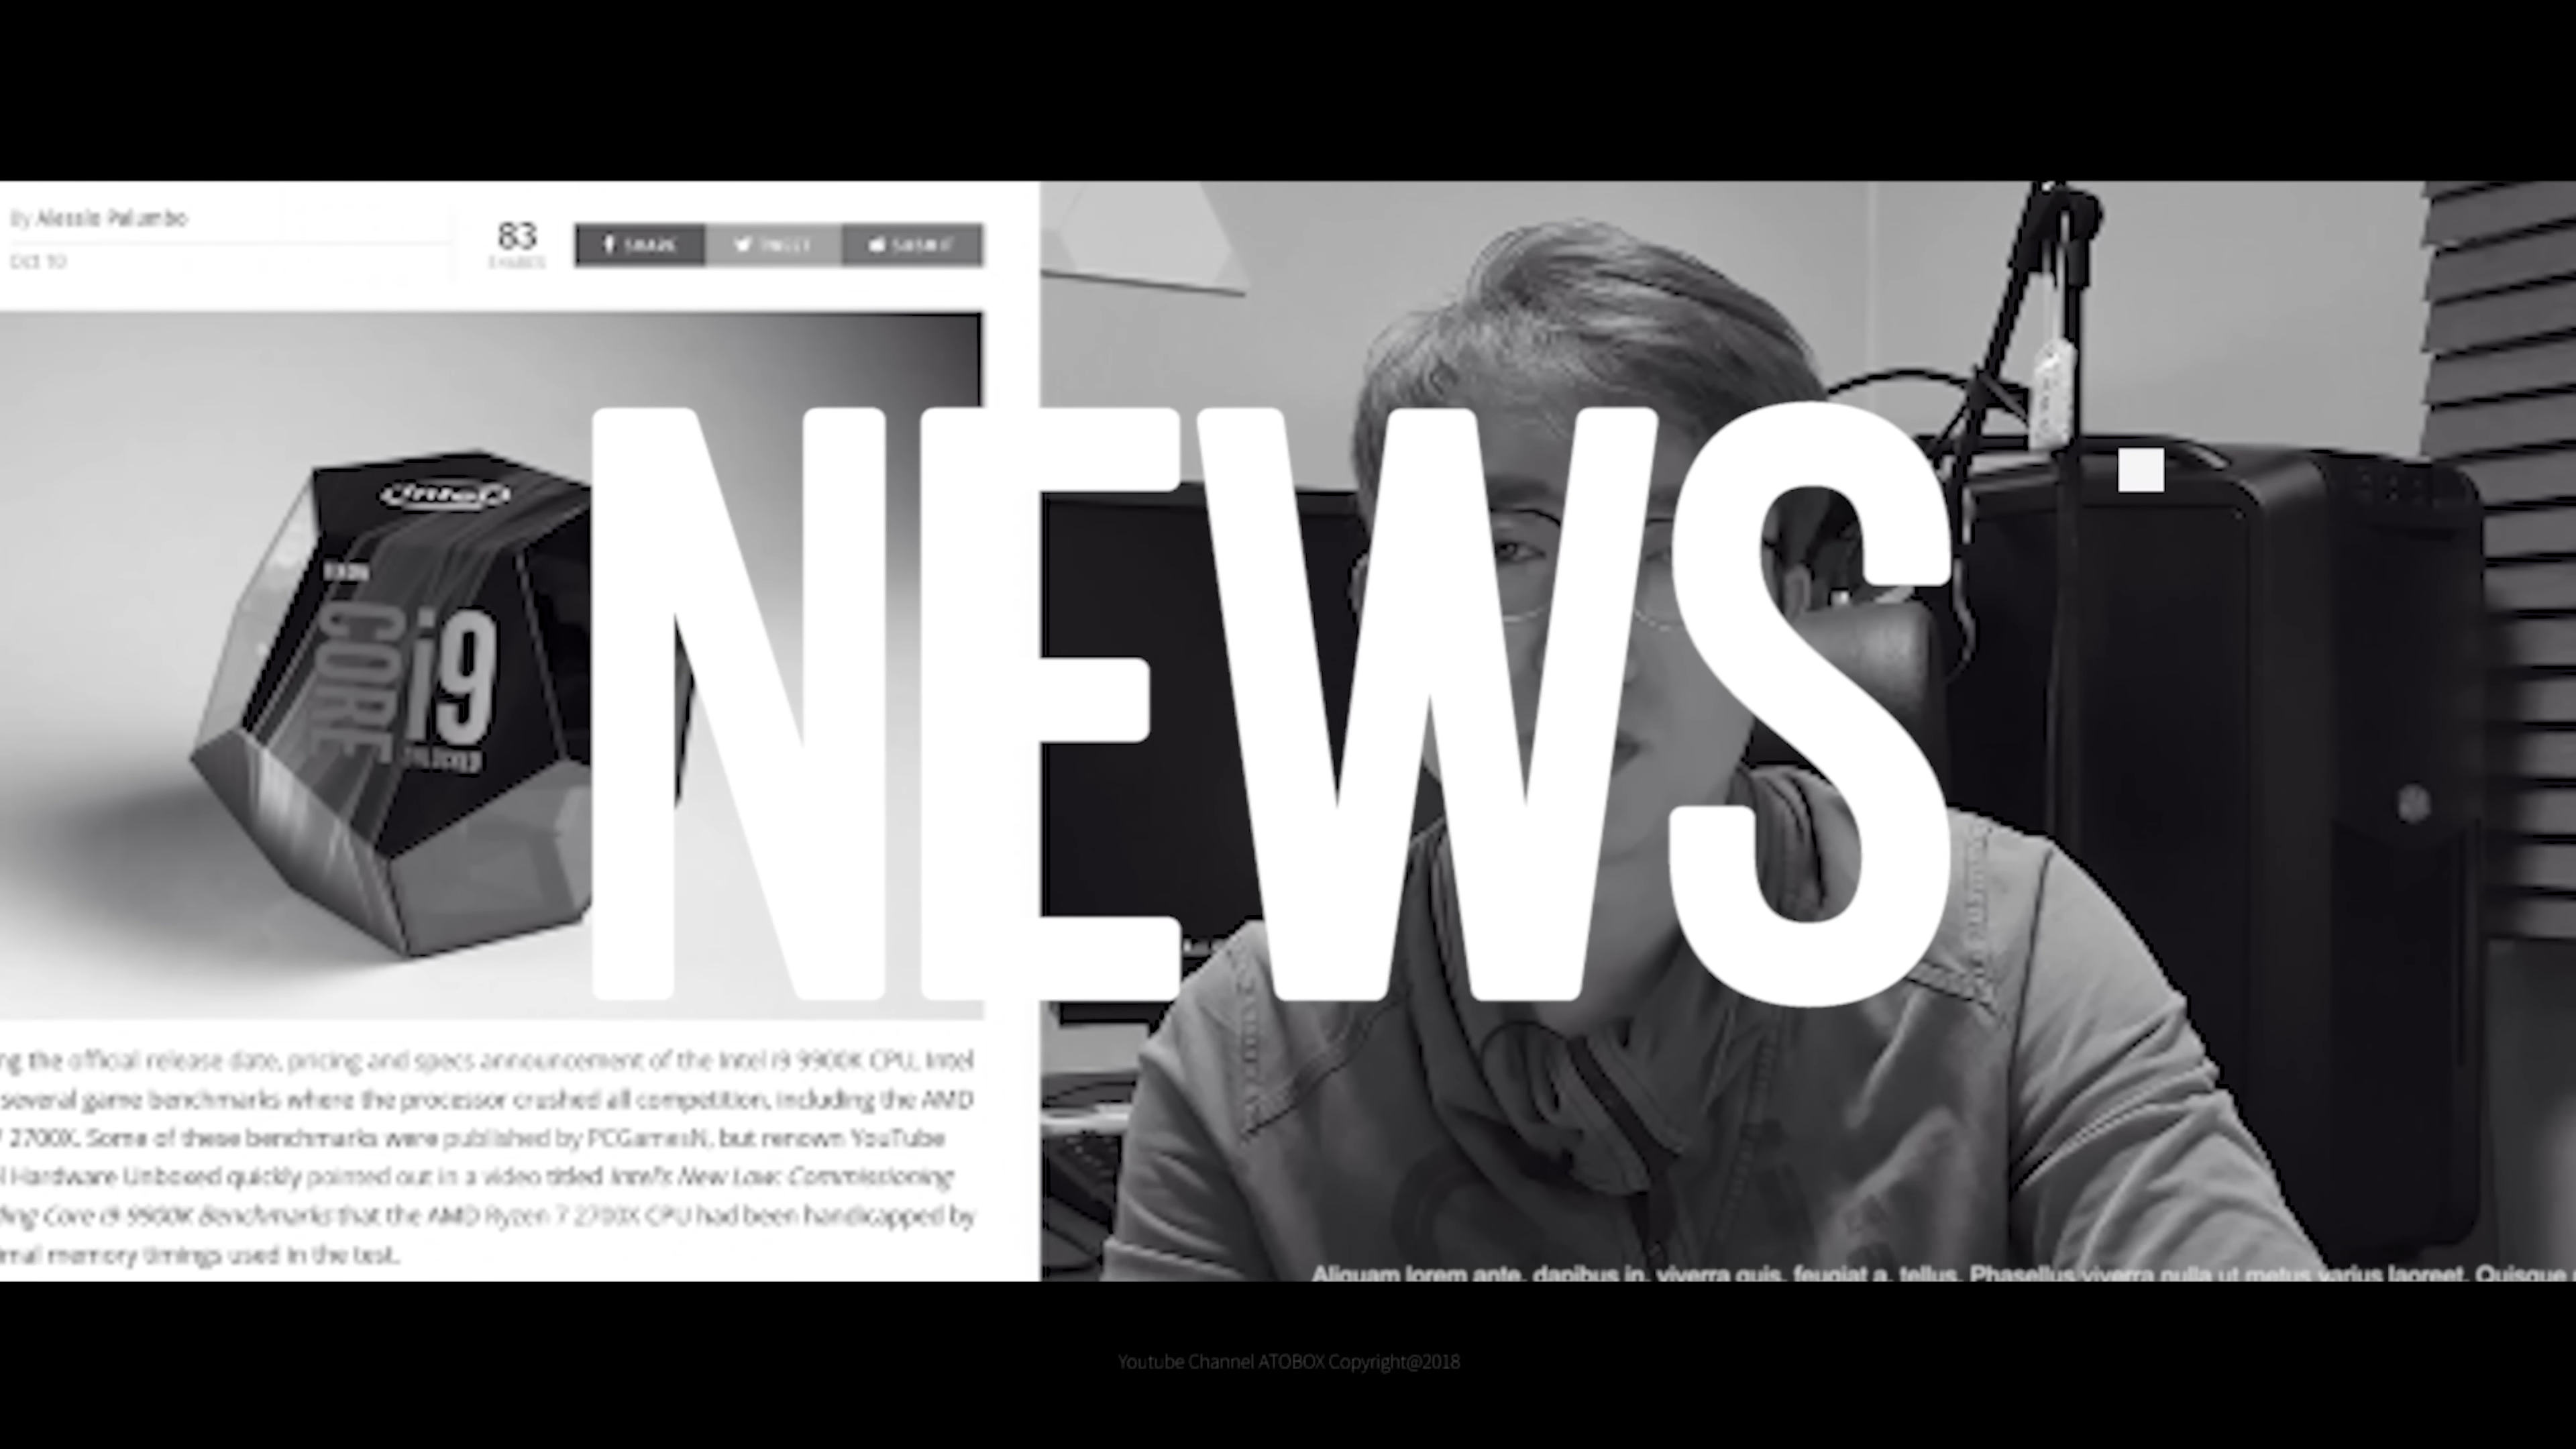 By Alessio Palumbo
Oct 10
83
SHARES
SHARE
TWEET
SUBMIT
intel
CORE
i9
UNLOCKED
NEWS
ng the official release date, pricing and specs announcement of the Intel i9 9900K CPU, Intel
several game benchmarks where the processor crushed all competition, including the AMD
7 2700X. Some of these benchmarks were published by PCGamesN, but renown YouTube
l Hardware Unboxed quickly pointed out in a video titled Intel's New Low: Commissioning
ding Core i9 9900K Benchmarks that the AMD Ryzen 7 2700X CPU had been handicapped by
imal memory timings used in the test.
Aliquam lorem ante, dapibus in, viverra quis, feugiat a, tellus. Phasellus viverra nulla ut metus varius laoreet. Quisque
Youtube Channel ATOBOX Copyright@2018